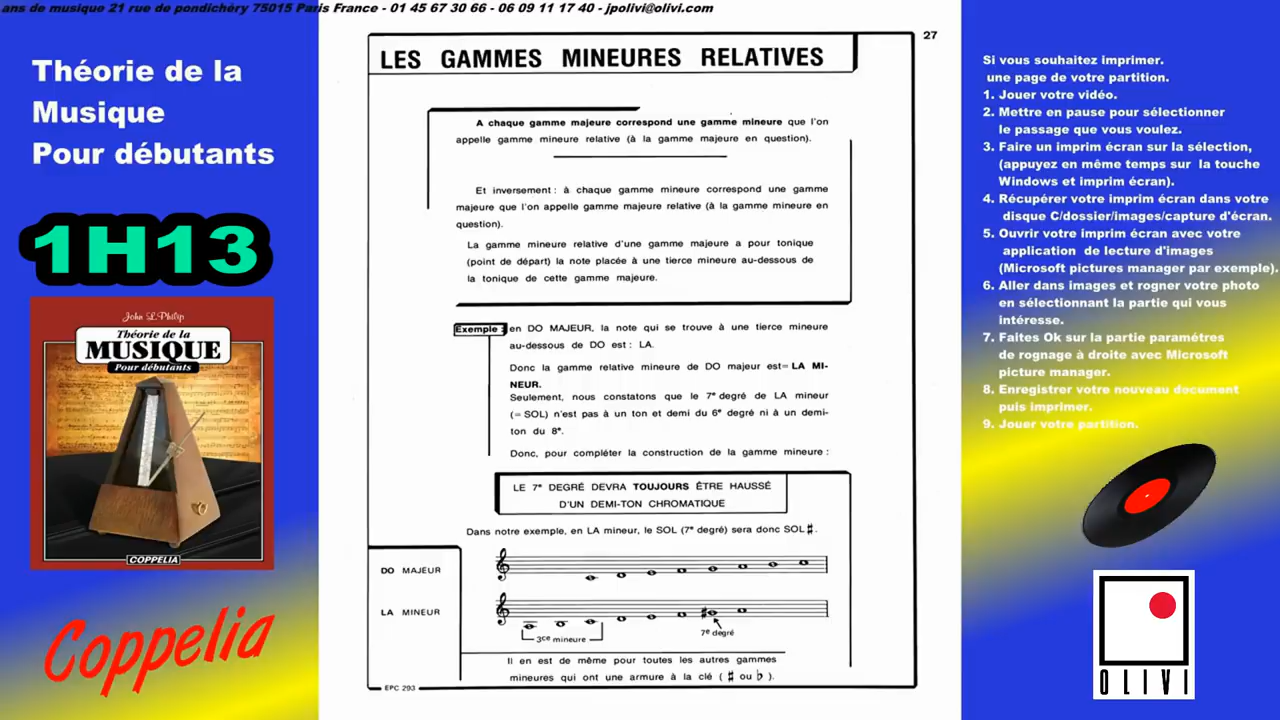 ans de musique 21 rue de pondichéry 75015 Paris France - 01 45 67 30 66 - 06 09 11 17 40 - jpolivi@olivi.com
Théorie de la
Musique
Pour débutants
1H13
John L.Philip
Théorie de la
MUSIQUE
Pour débutants
COPPELIA
Coppelia
27
LES GAMMES MINEURES RELATIVES
A chaque gamme majeure correspond une gamme mineure que l'on
appelle gamme mineure relative (à la gamme majeure en question).
Et inversement : à chaque gamme mineure correspond une gamme
majeure que l'on appelle gamme majeure relative (à la gamme mineure en
question).
La gamme mineure relative d'une gamme majeure a pour tonique
(point de départ) la note placée à une tierce mineure au-dessous de
la tonique de cette gamme majeure.
Exemple : en DO MAJEUR, la note qui se trouve à une tierce mineure
au-dessous de DO est : LA.
Donc la gamme relative mineure de DO majeur est= LA MI-
NEUR.
Seulement, nous constatons que le 7e degré de LA mineur
(= SOL) n'est pas à un ton et demi du 6e degré ni à un demi-
ton du 8e.
Donc, pour compléter la construction de la gamme mineure :
LE 7e DEGRÉ DEVRA TOUJOURS ÊTRE HAUSSÉ
D'UN DEMI-TON CHROMATIQUE
Dans notre exemple, en LA mineur, le SOL (7e degré) sera donc SOL♯.
DO MAJEUR
LA MINEUR
3ce mineure
7e degré
Il en est de même pour toutes les autres gammes
mineures qui ont une armure à la clé ( ♯ ou ♭ ).
EPC 293
Si vous souhaitez imprimer.
une page de votre partition.
1. Jouer votre vidéo.
2. Mettre en pause pour sélectionner
le passage que vous voulez.
3. Faire un imprim écran sur la sélection,
(appuyez en même temps sur la touche
Windows et imprim écran).
4. Récupérer votre imprim écran dans votre
disque C/dossier/images/capture d'écran.
5. Ouvrir votre imprim écran avec votre
application de lecture d'images
(Microsoft pictures manager par exemple).
6. Aller dans images et rogner votre photo
en sélectionnant la partie qui vous
intéresse.
7. Faites Ok sur la partie paramétres
de rognage à droite avec Microsoft
picture manager.
8. Enregistrer votre nouveau document
puis imprimer.
9. Jouer votre partition.
OLIVI